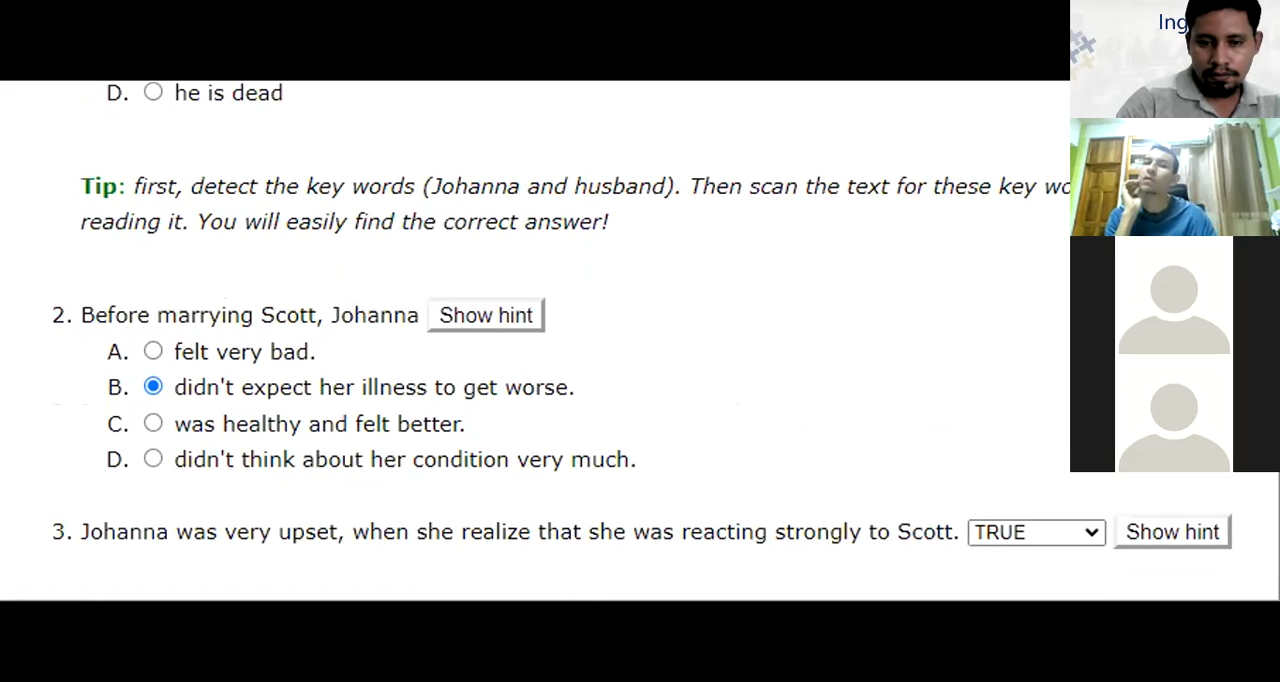 Ing
D. he is dead
Tip: first, detect the key words (Johanna and husband). Then scan the text for these key
reading it. You will easily find the correct answer!
2. Before marrying Scott, Johanna Show hint
A. felt very bad.
B. didn't expect her illness to get worse.
C. was healthy and felt better.
D. didn't think about her condition very much.
3. Johanna was very upset, when she realize that she was reacting strongly to Scott. TRUE Show hint